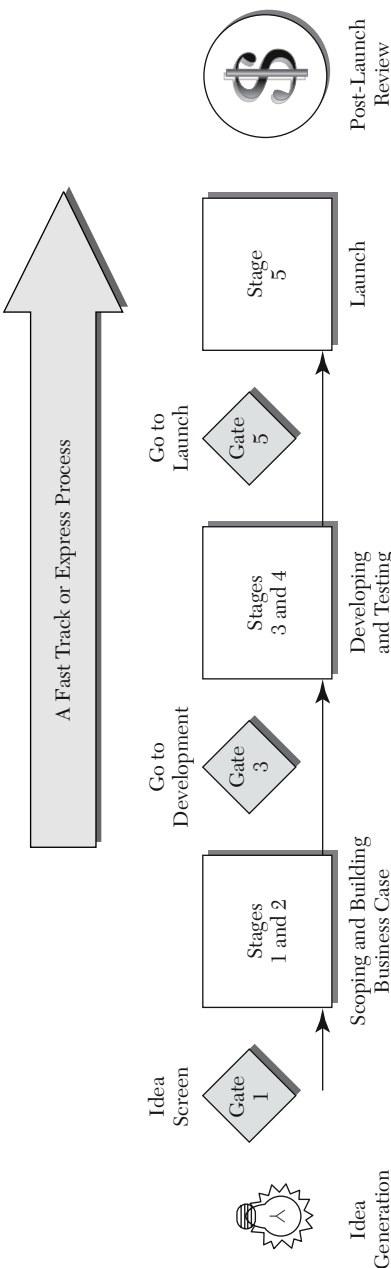 A Fast Track or Express Process
Idea
Screen
Go to
Development
Go to
Launch
Gate
1
Stages
1 and 2
Gate
3
Stages
3 and 4
Gate
5
Stage
5
$
Idea
Generation
Scoping and Building
Business Case
Developing
and Testing
Launch
Post-Launch
Review